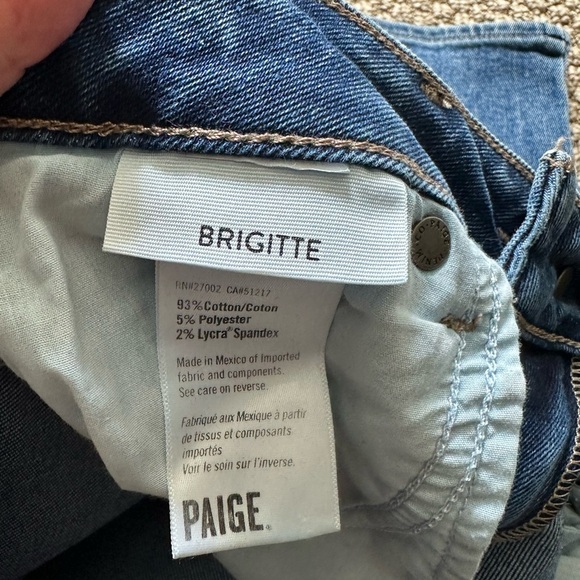 BRIGITTE
RN#27002 CA#51217
93% Cotton/Coton
5% Polyester
2% Lycra® Spandex
Made in Mexico of Imported
fabric and components.
See care on reverse.
Fabriqué aux Mexique à partir
de tissus et composants
importés
Voir le soin sur l'inverse.
PAIGE®